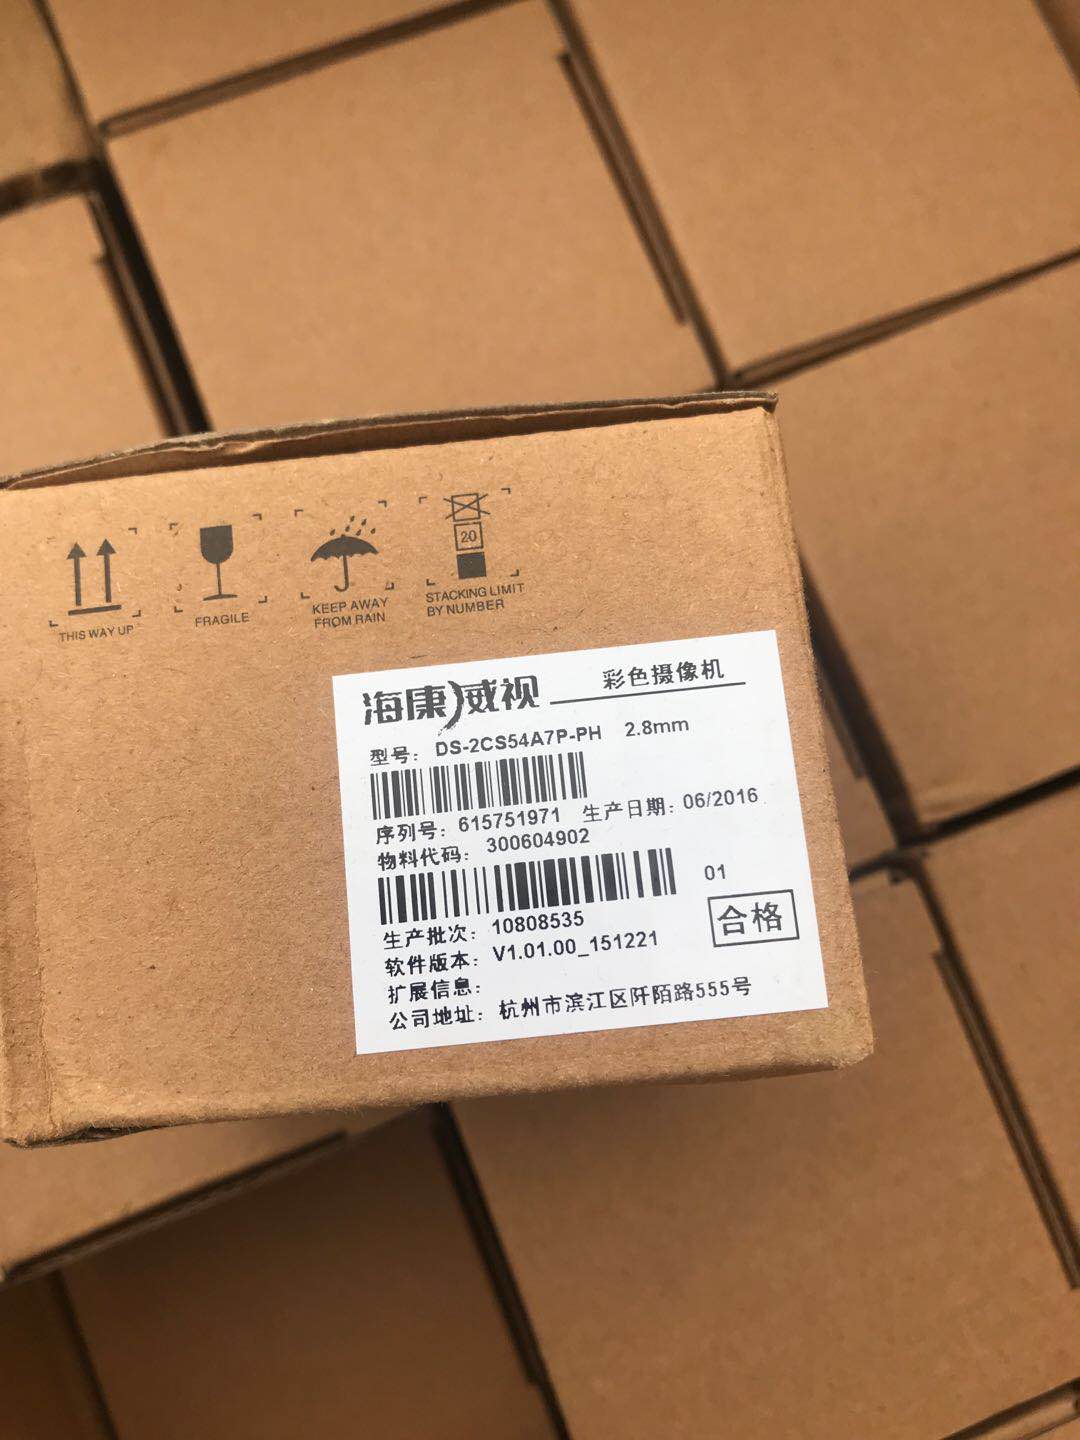 THIS WAY UP
FRAGILE
KEEP AWAY
FROM RAIN
20
STACKING LIMIT
BY NUMBER
海康威视 彩色摄像机
型号: DS-2CS54A7P-PH 2.8mm
序列号: 615751971 生产日期: 06/2016
物料代码: 300604902
01
生产批次: 10808535
合格
软件版本: V1.01.00_151221
扩展信息:
公司地址: 杭州市滨江区阡陌路555号